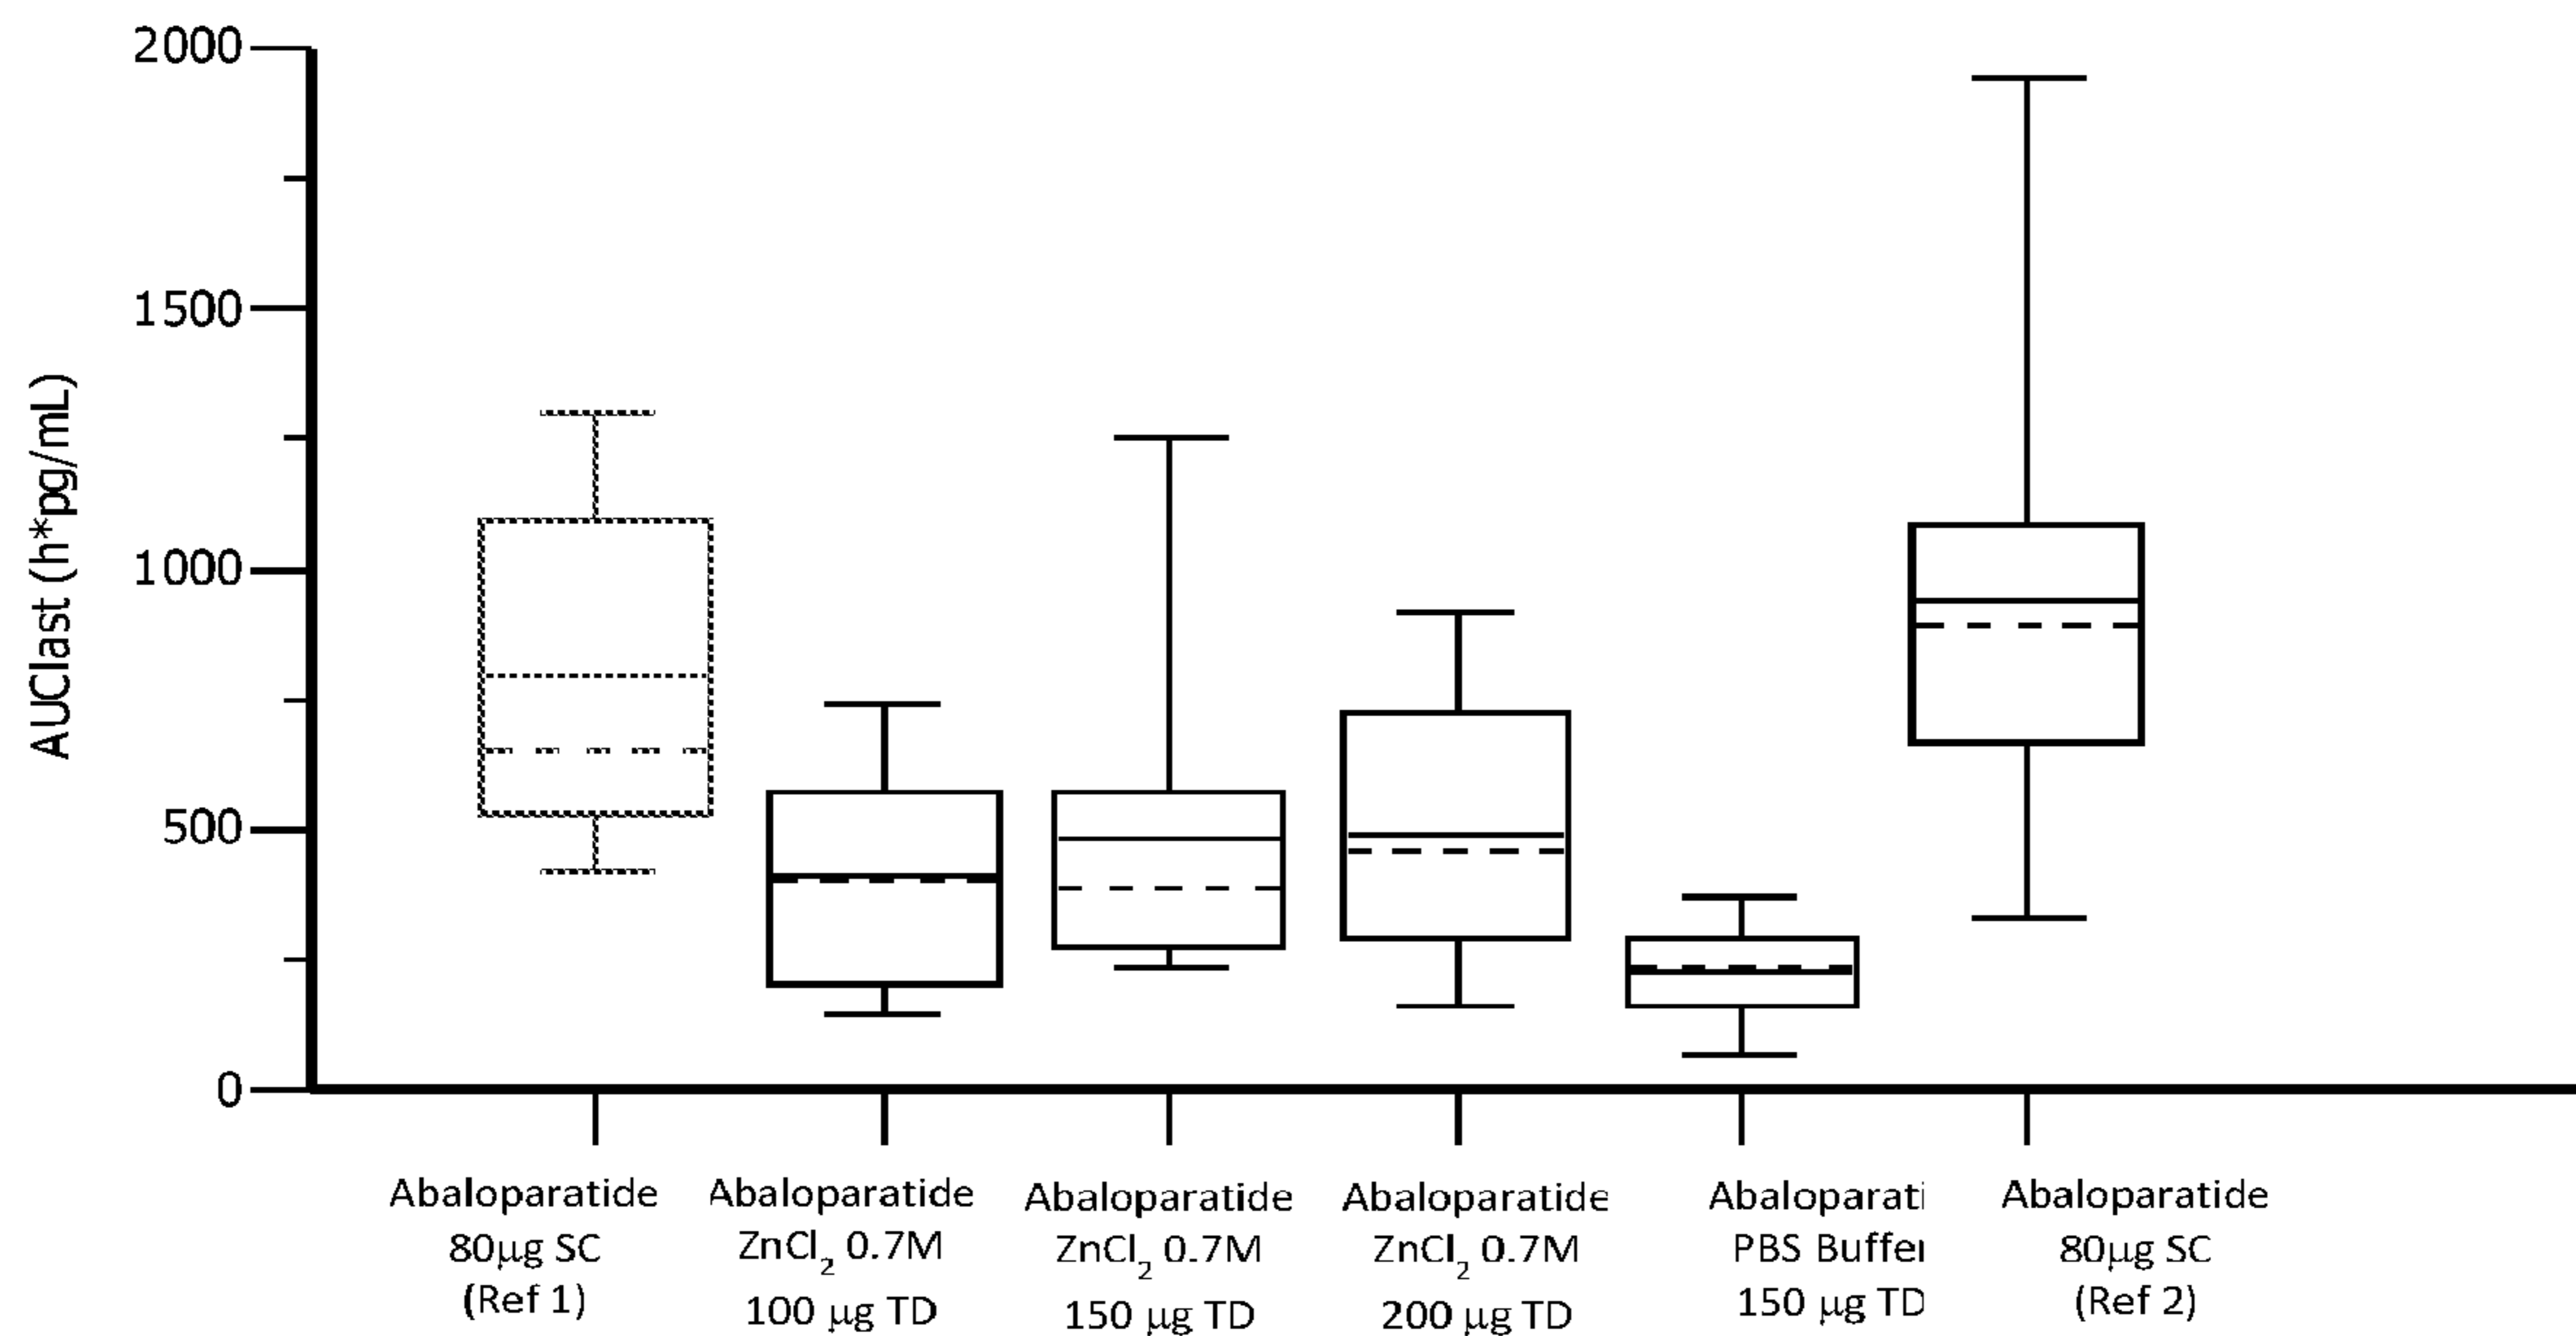 2000
1500
1000
500
0
AUClast (h*pg/mL)
Abaloparatide
80µg SC
(Ref 1)
Abaloparatide
ZnCl₂ 0.7M
100 µg TD
Abaloparatide
ZnCl₂ 0.7M
150 µg TD
Abaloparatide
ZnCl₂ 0.7M
200 µg TD
Abaloparati
PBS Buffer
150 µg TD
Abaloparatide
80µg SC
(Ref 2)